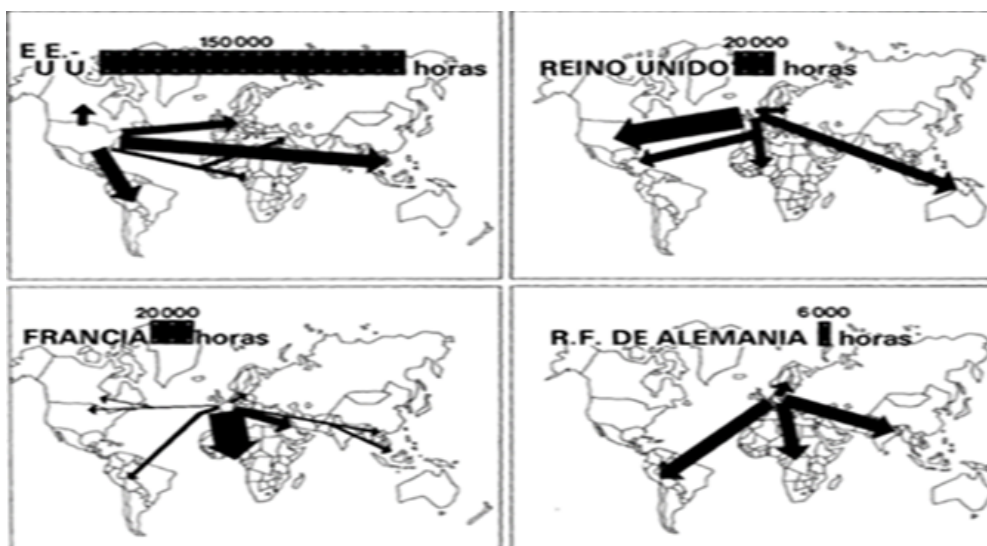 150 000
E E.-
U U. horas
20 000
REINO UNIDO horas
20 000
FRANCIA horas
6 000
R.F. DE ALEMANIA horas